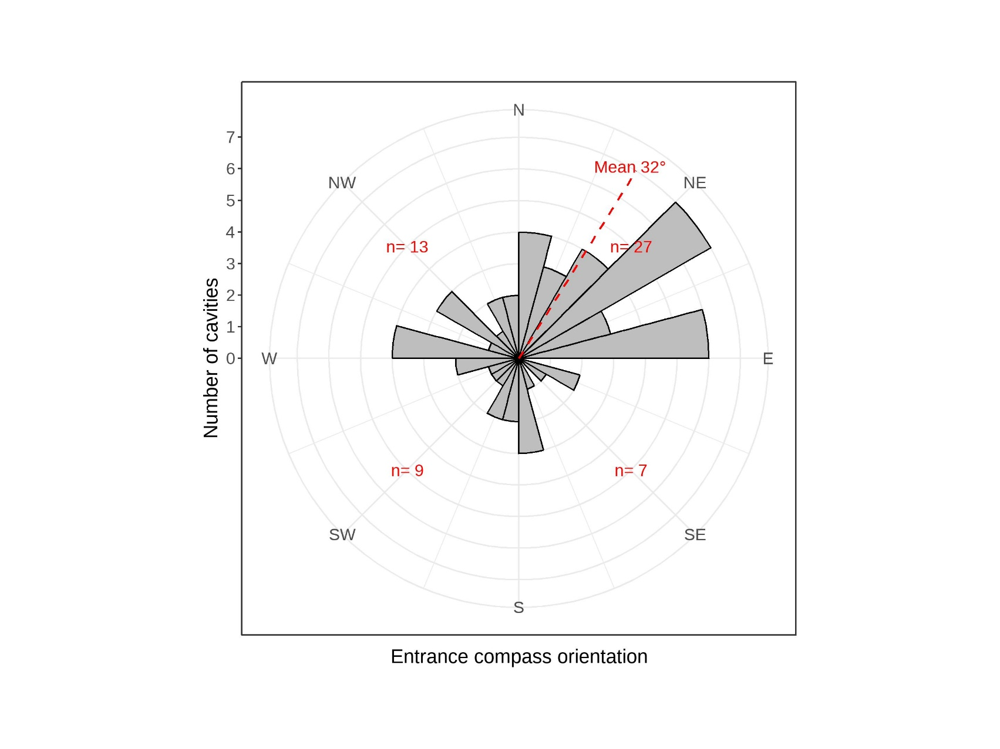 N
7
6
5
4
3
2
1
0
Number of cavities
Mean 32°
NW
NE
n= 13
n= 27
W
E
n= 9
n= 7
SW
SE
S
Entrance compass orientation